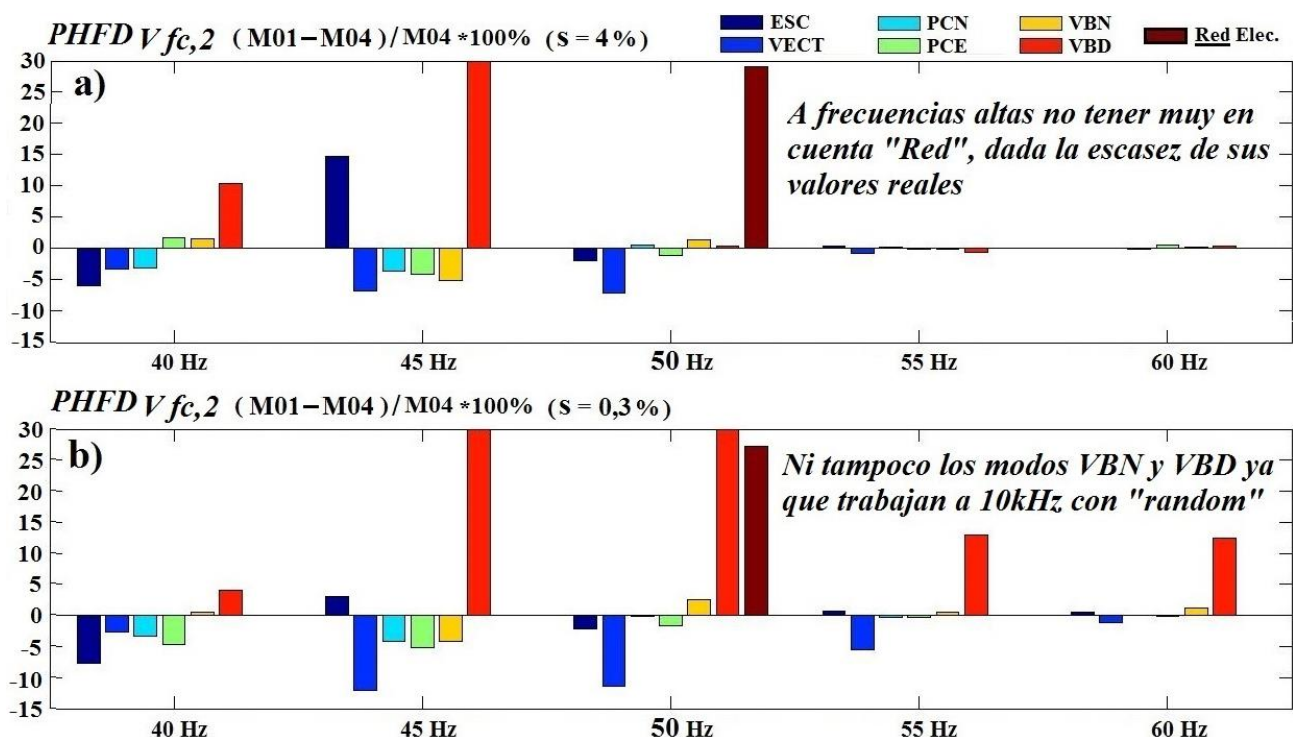 PHFD V fc,2 (M01−M04)/M04 *100% (s = 4%)
ESC
PCN
VBN
Red Elec.
VECT
PCE
VBD
a)
A frecuencias altas no tener muy en
cuenta "Red", dada la escasez de sus
valores reales
30
25
20
15
10
5
0
-5
-10
-15
40 Hz
45 Hz
50 Hz
55 Hz
60 Hz
PHFD V fc,2 (M01−M04)/M04 *100% (s = 0,3%)
b)
Ni tampoco los modos VBN y VBD ya
que trabajan a 10kHz con "random"
30
25
20
15
10
5
0
-5
-10
-15
40 Hz
45 Hz
50 Hz
55 Hz
60 Hz